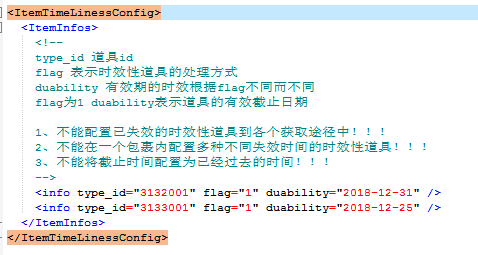 <ItemTimeLinessConfig>
<ItemInfos>
<!--
type_id 道具id
flag 表示时效性道具的处理方式
duability 有效期的时效根据flag不同而不同
flag为1 duability表示道具的有效截止日期
1、不能配置已失效的时效性道具到各个获取途径中！！！
2、不能在一个包裹内配置多种不同失效时间的时效性道具！！！
3、不能将截止时间配置为已经过去的时间！！！
-->
<info type_id="3132001" flag="1" duability="2018-12-31" />
<info type_id="3133001" flag="1" duability="2018-12-25" />
</ItemInfos>
</ItemTimeLinessConfig>